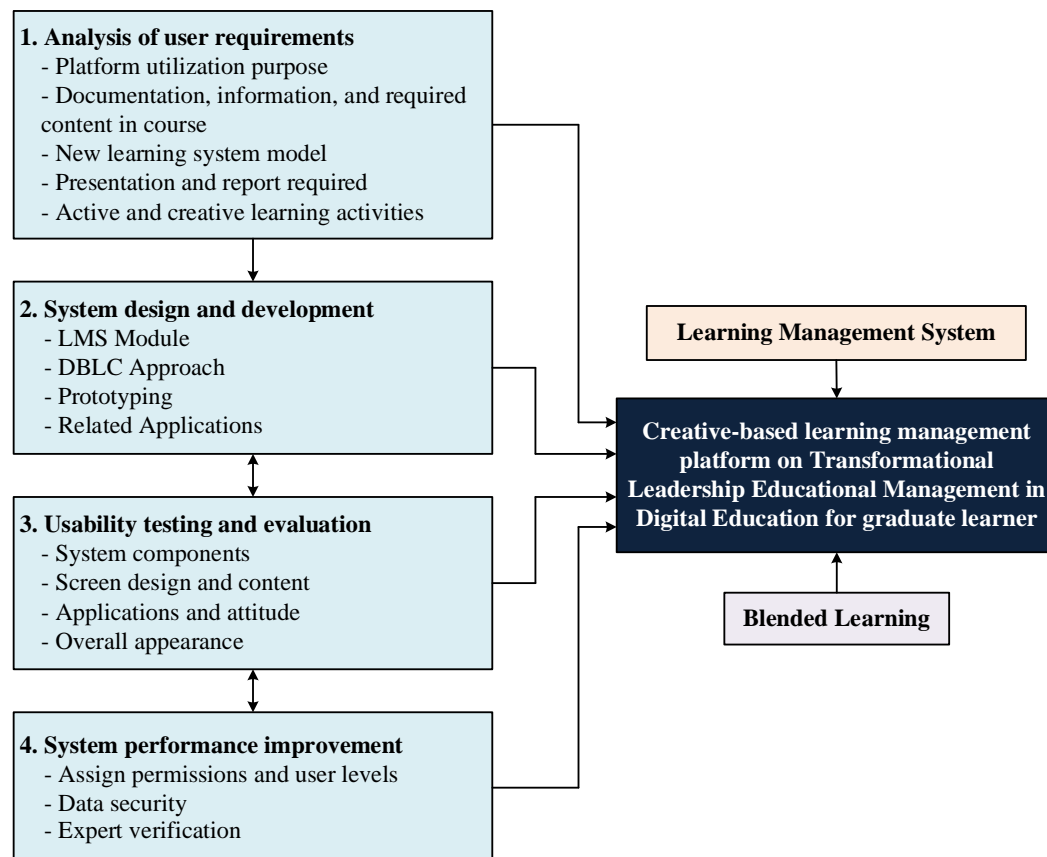 1. Analysis of user requirements
- Platform utilization purpose
- Documentation, information, and required
content in course
- New learning system model
- Presentation and report required
- Active and creative learning activities
2. System design and development
- LMS Module
- DBLC Approach
- Prototyping
- Related Applications
3. Usability testing and evaluation
- System components
- Screen design and content
- Applications and attitude
- Overall appearance
4. System performance improvement
- Assign permissions and user levels
- Data security
- Expert verification
Learning Management System
Creative-based learning management
platform on Transformational
Leadership Educational Management in
Digital Education for graduate learner
Blended Learning